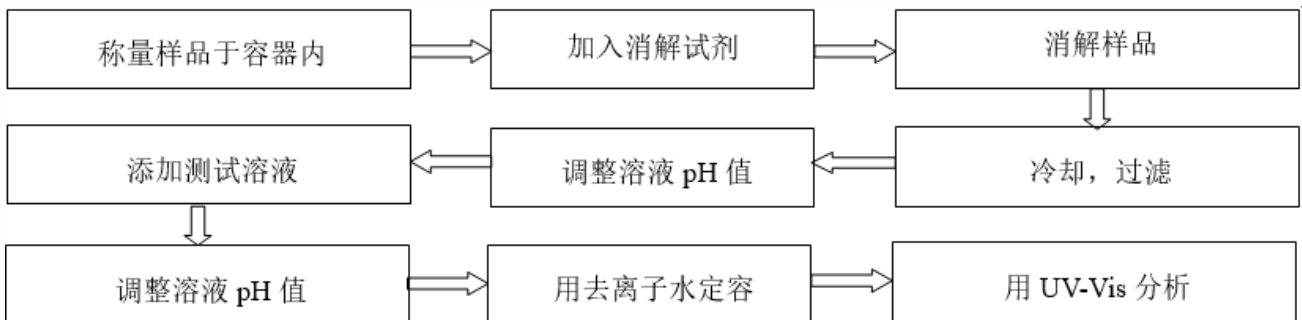 称量样品于容器内
加入消解试剂
消解样品
冷却，过滤
调整溶液 pH 值
添加测试溶液
调整溶液 pH 值
用去离子水定容
用 UV-Vis 分析